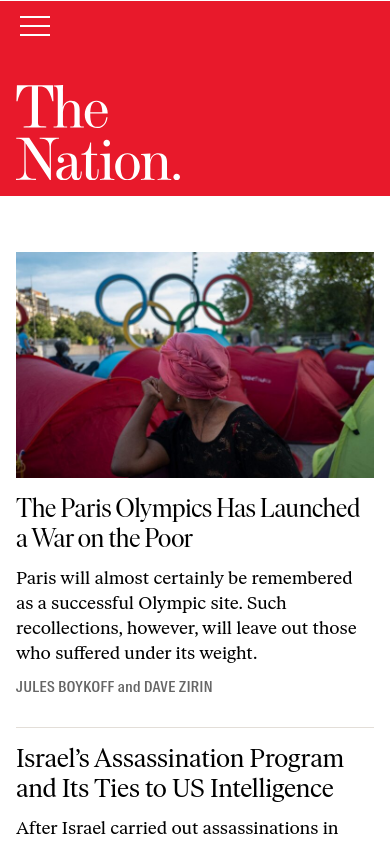 The
Nation.
The Paris Olympics Has Launched
a War on the Poor
Paris will almost certainly be remembered
as a successful Olympic site. Such
recollections, however, will leave out those
who suffered under its weight.
JULES BOYKOFF and DAVE ZIRIN
Israel’s Assassination Program
and Its Ties to US Intelligence
After Israel carried out assassinations in